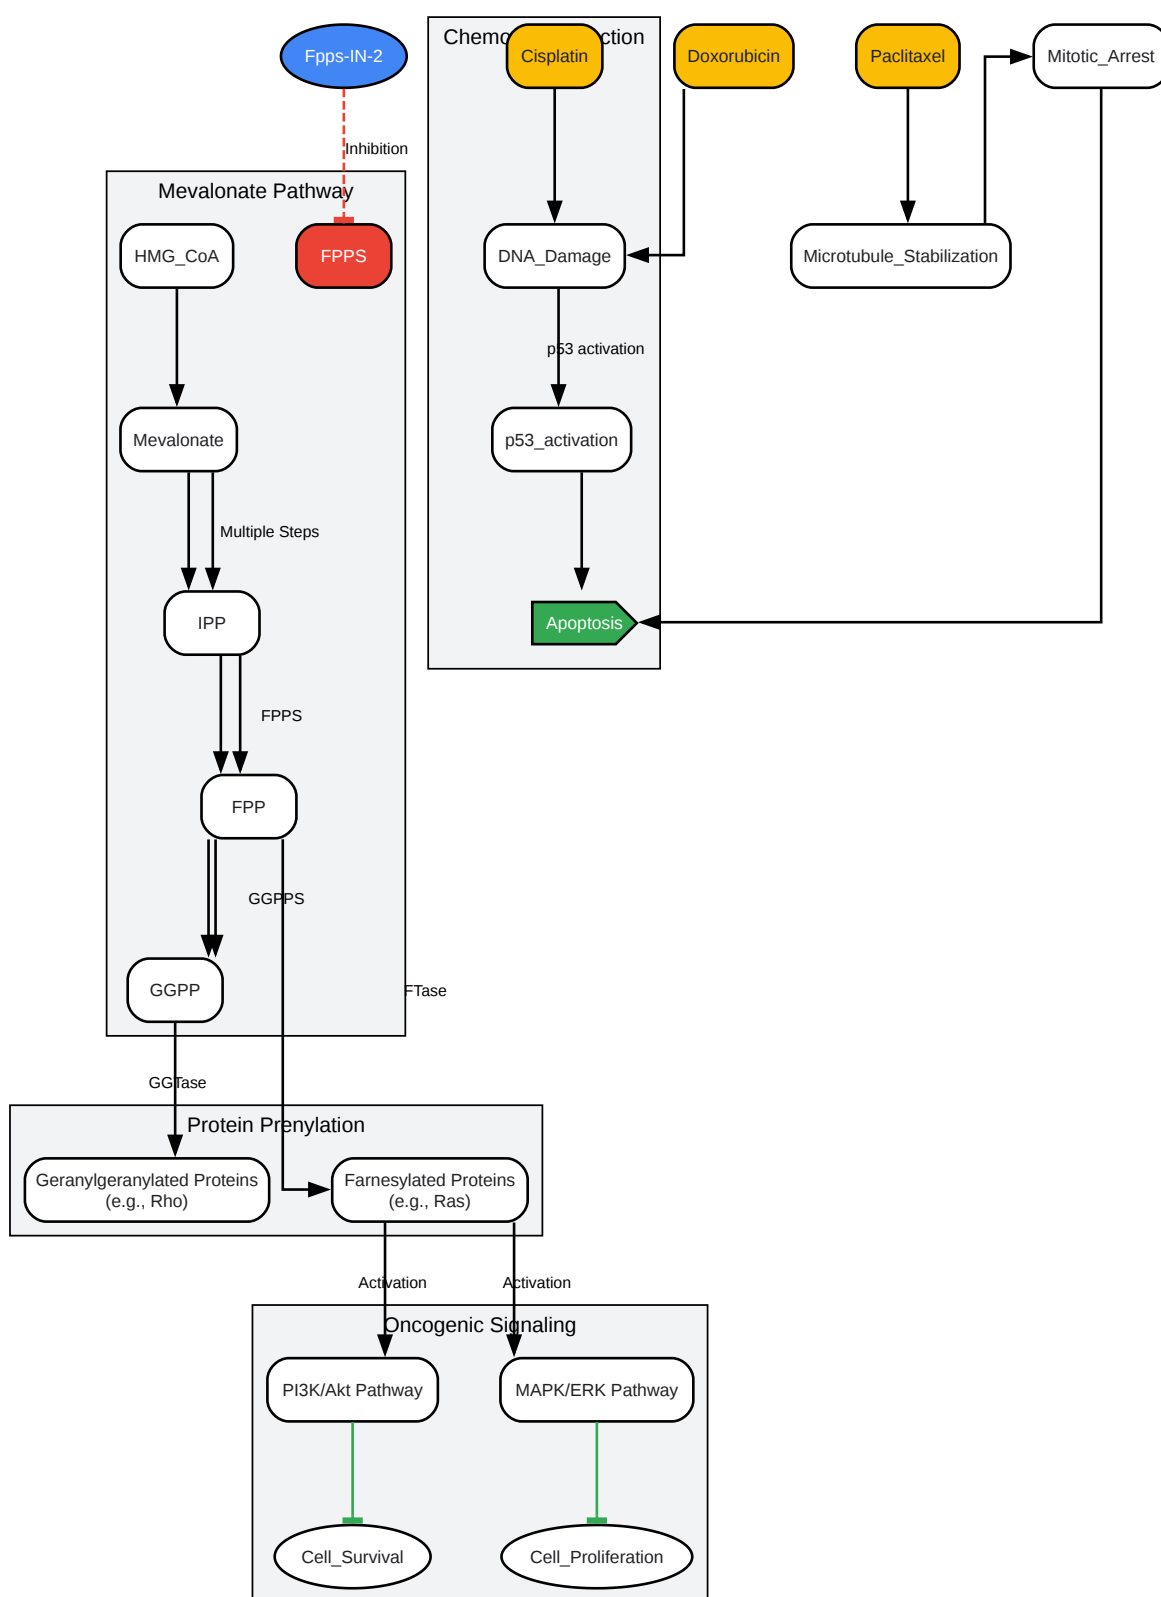 Fpps-IN-2
Chemo
ction
Cisplatin
Doxorubicin
Paclitaxel
Mitotic_Arrest
Inhibition
Mevalonate Pathway
HMG_CoA
FPPS
DNA_Damage
Microtubule_Stabilization
p53 activation
Mevalonate
p53_activation
Multiple Steps
IPP
Apoptosis
FPPS
FPP
GGPPS
GGPP
FTase
GGTase
Protein Prenylation
Geranylgeranylated Proteins
(e.g., Rho)
Farnesylated Proteins
(e.g., Ras)
Activation
Activation
Oncogenic Signaling
PI3K/Akt Pathway
MAPK/ERK Pathway
Cell_Survival
Cell_Proliferation